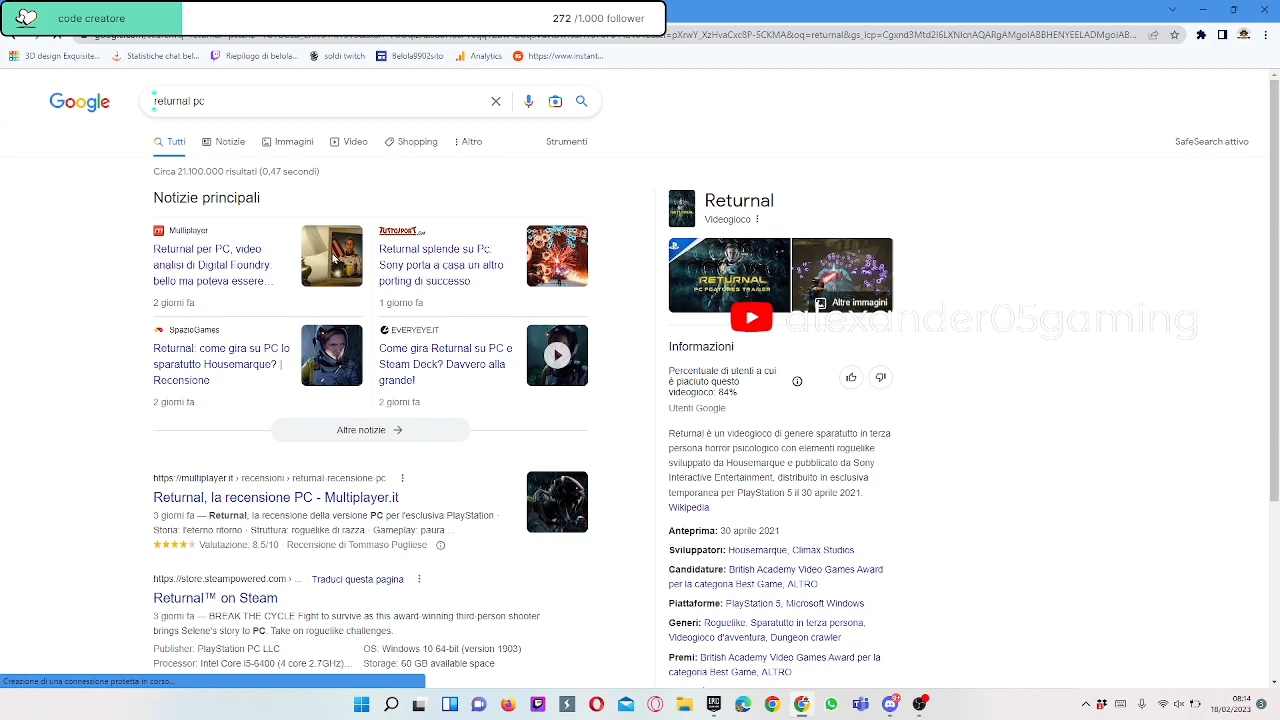 code creatore
272 /1.000 follower
3D design Exquisite...
Statistiche chat bel...
Riepilogo di belola...
soldi twitch
Belola9902sito
Analytics
https://www.instant...
Google
returnal pc
Tutti
Notizie
Immagini
Video
Shopping
Altro
Strumenti
SafeSearch attivo
Circa 21.100.000 risultati (0,47 secondi)
Notizie principali
Multiplayer
Returnal per PC, video
analisi di Digital Foundry:
bello ma poteva essere...
2 giorni fa
TUTTOSPORT.COM
Returnal splende su Pc:
Sony porta a casa un altro
porting di successo
1 giorno fa
SpazioGames
Returnal: come gira su PC lo
sparatutto Housemarque? |
Recensione
2 giorni fa
EVERYEYE.IT
Come gira Returnal su PC e
Steam Deck? Davvero alla
grande!
2 giorni fa
Altre notizie
https://multiplayer.it › recensioni › returnal-recensione-pc
Returnal, la recensione PC - Multiplayer.it
3 giorni fa — Returnal, la recensione della versione PC per l'esclusiva PlayStation ·
Storia: l'eterno ritorno · Struttura: roguelike di razza · Gameplay: paura ...
Valutazione: 8,5/10 · Recensione di Tommaso Pugliese
https://store.steampowered.com › ... · Traduci questa pagina
Returnal™ on Steam
3 giorni fa — BREAK THE CYCLE Fight to survive as this award-winning third-person shooter
brings Selene's story to PC. Take on roguelike challenges.
Publisher: PlayStation PC LLC
OS: Windows 10 64-bit (version 1903)
Processor: Intel Core i5-6400 (4 core 2.7GHz)...
Storage: 60 GB available space
Returnal
Videogioco
RETURNAL
PC FEATURES TRAILER
Altre immagini
alexander05gaming
Informazioni
Percentuale di utenti a cui
è piaciuto questo
videogioco: 84%
Utenti Google
Returnal è un videogioco di genere sparatutto in terza
persona horror psicologico con elementi roguelike
sviluppato da Housemarque e pubblicato da Sony
Interactive Entertainment, distribuito in esclusiva
temporanea per PlayStation 5 il 30 aprile 2021.
Wikipedia
Anteprima: 30 aprile 2021
Sviluppatori: Housemarque, Climax Studios
Candidature: British Academy Video Games Award
per la categoria Best Game, ALTRO
Piattaforme: PlayStation 5, Microsoft Windows
Generi: Roguelike, Sparatutto in terza persona,
Videogioco d'avventura, Dungeon crawler
Premi: British Academy Video Games Award per la
categoria Best Game, ALTRO
Creazione di una connessione protetta in corso...
08:14
18/02/2023